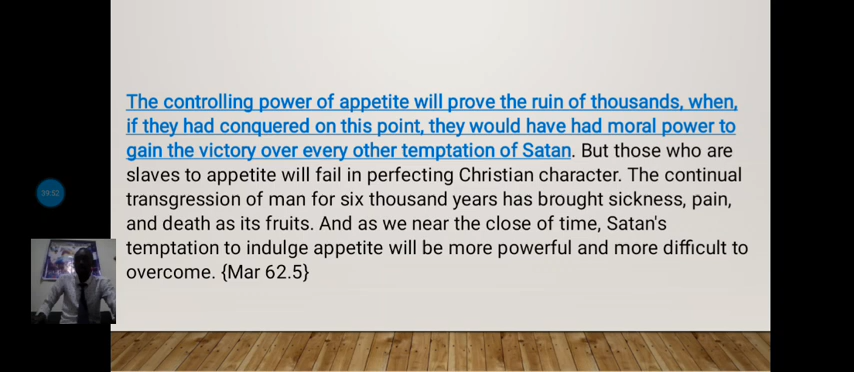 The controlling power of appetite will prove the ruin of thousands, when,
if they had conquered on this point, they would have had moral power to
gain the victory over every other temptation of Satan. But those who are
slaves to appetite will fail in perfecting Christian character. The continual
transgression of man for six thousand years has brought sickness, pain,
and death as its fruits. And as we near the close of time, Satan's
temptation to indulge appetite will be more powerful and more difficult to
overcome. {Mar 62.5}
39:52